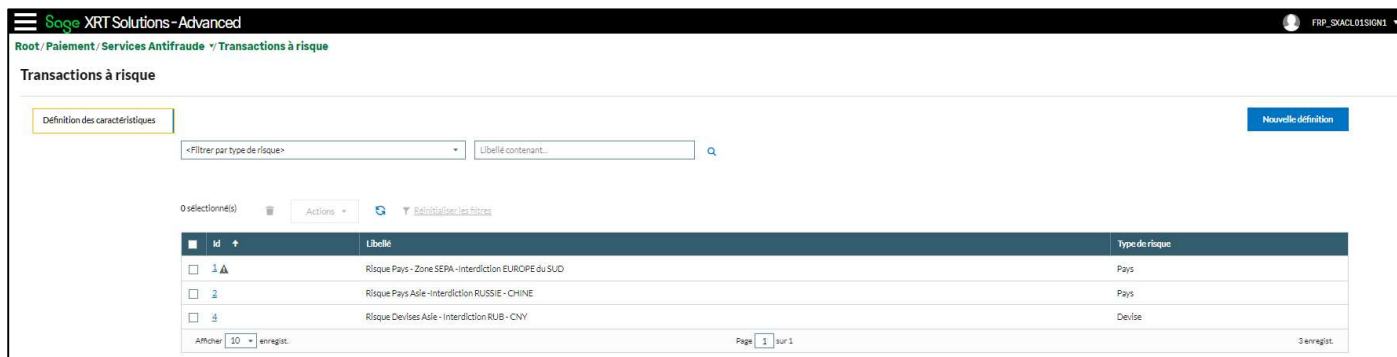 Sage XRT Solutions - Advanced FRP_SXACL01SIGN1
Root / Paiement / Services Antifraude / Transactions à risque
Transactions à risque
Définition des caractéristiques Nouvelle définition
<Filtrer par type de risque> Libellé contenant...
0 sélectionné(s) Actions Réinitialiser les filtres
Id Libellé Type de risque
1 Risque Pays - Zone SEPA -Interdiction EUROPE du SUD Pays
2 Risque Pays Asie -Interdiction RUSSIE - CHINE Pays
4 Risque Devises Asie - Interdiction RUB - CNY Devise
Afficher 10 enregist. Page 1 sur 1 3 enregist.